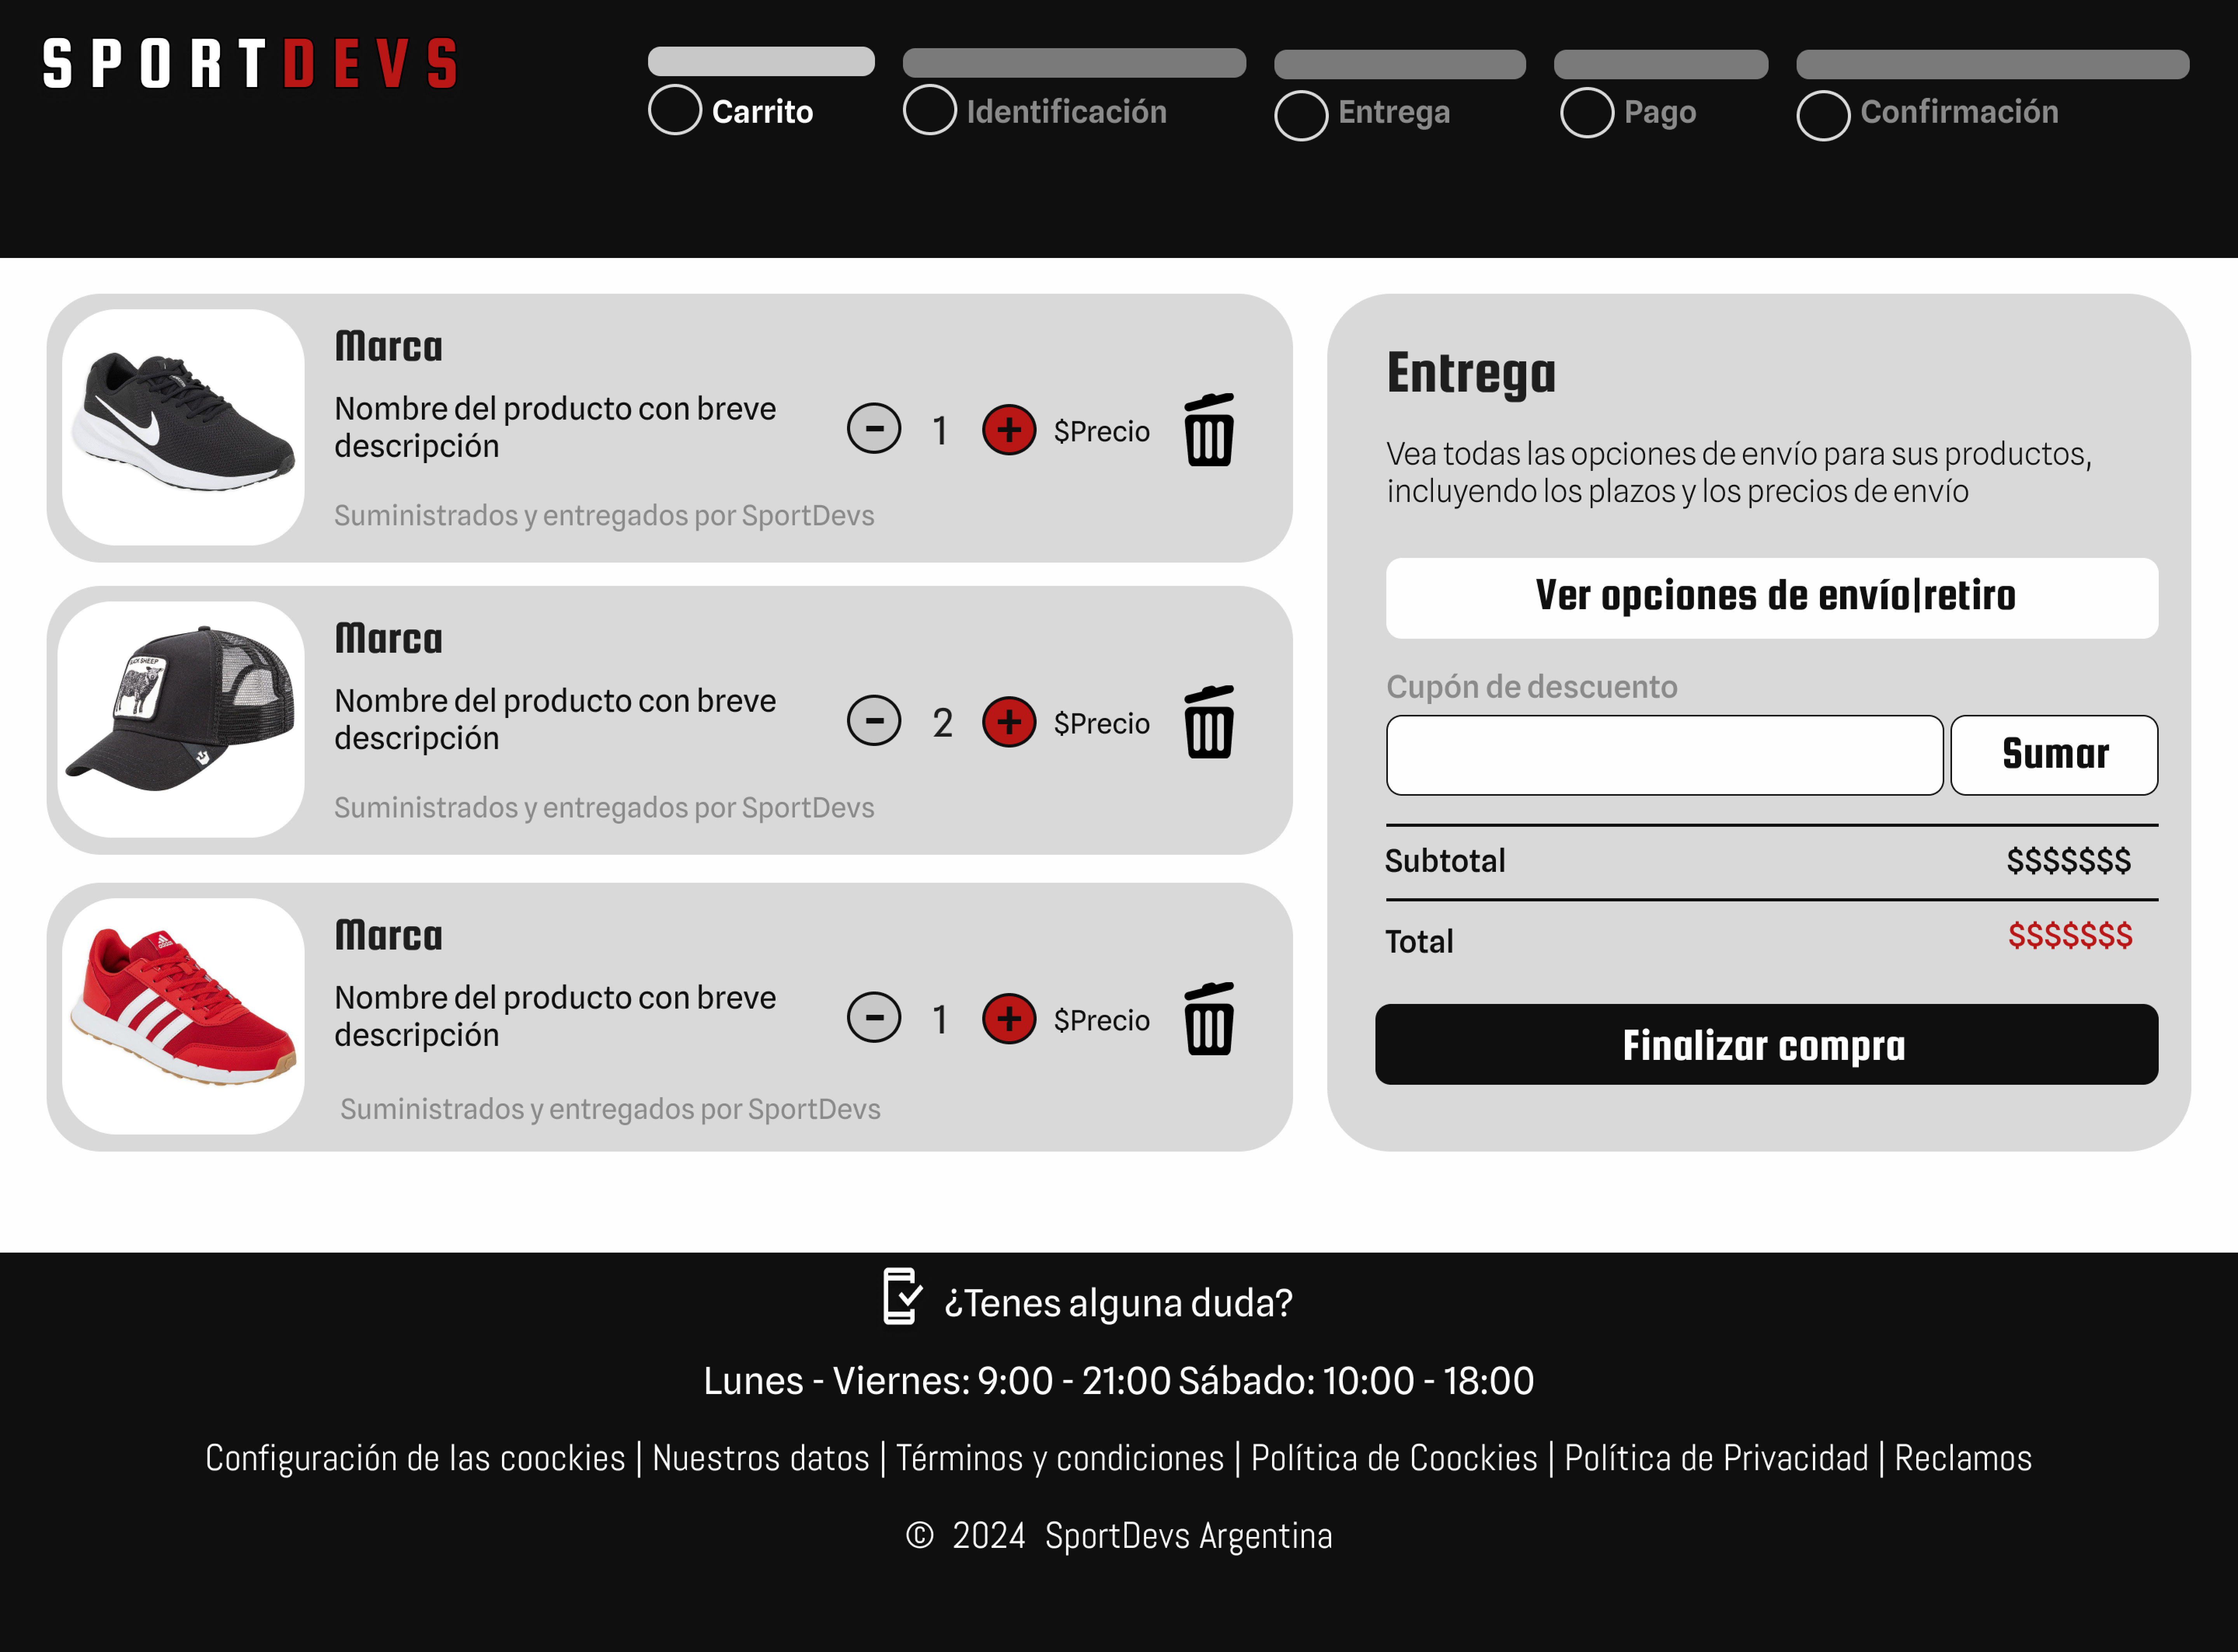 SPORTDEVS
Carrito
Identificación
Entrega
Pago
Confirmación
Marca
Nombre del producto con breve
descripción
- 1 + $Precio
Suministrados y entregados por SportDevs
SHEEP
Marca
Nombre del producto con breve
descripción
- 2 + $Precio
Suministrados y entregados por SportDevs
Marca
Nombre del producto con breve
descripción
- 1 + $Precio
Suministrados y entregados por SportDevs
Entrega
Vea todas las opciones de envío para sus productos,
incluyendo los plazos y los precios de envío
Ver opciones de envío|retiro
Cupón de descuento
Sumar
Subtotal $$$$$$$
Total $$$$$$$
Finalizar compra
¿Tenes alguna duda?
Lunes - Viernes: 9:00 - 21:00 Sábado: 10:00 - 18:00
Configuración de las coockies | Nuestros datos | Términos y condiciones | Política de Coockies | Política de Privacidad | Reclamos
© 2024 SportDevs Argentina